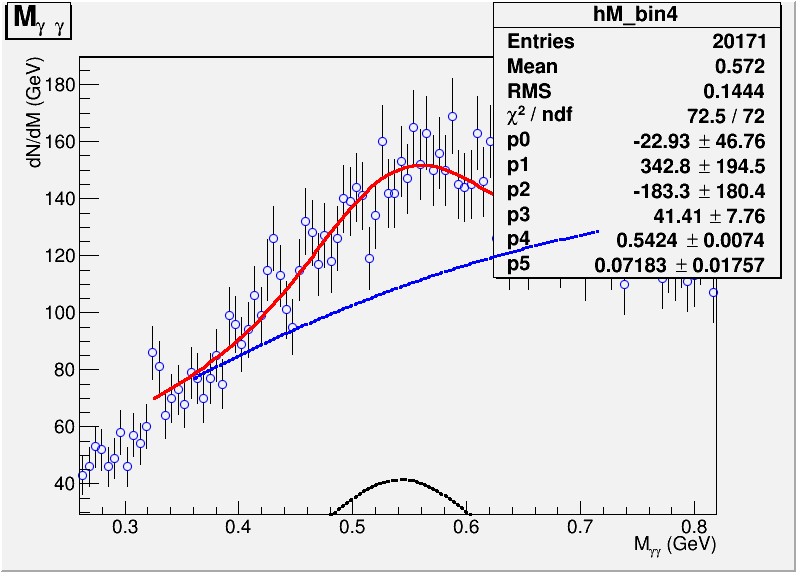 Mγ γ
hM_bin4
Entries 20171
Mean 0.572
RMS 0.1444
χ² / ndf 72.5 / 72
p0 -22.93 ± 46.76
p1 342.8 ± 194.5
p2 -183.3 ± 180.4
p3 41.41 ± 7.76
p4 0.5424 ± 0.0074
p5 0.07183 ± 0.01757
dN/dM (GeV)
180
160
140
120
100
80
60
40
0.3 0.4 0.5 0.6 0.7 0.8
Mγγ (GeV)